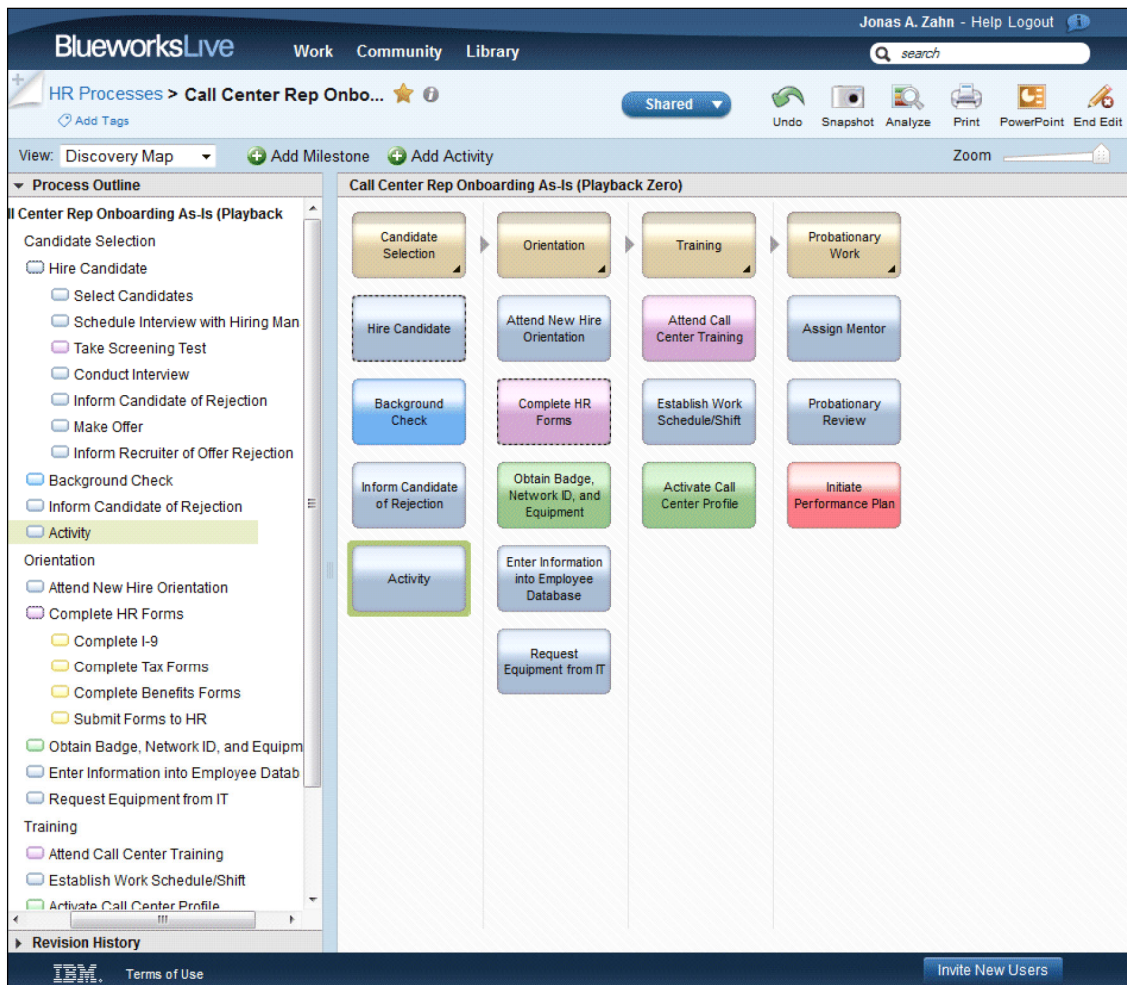 Jonas A. Zahn - Help Logout
BlueworksLive Work Community Library
search
HR Processes > Call Center Rep Onbo...
Add Tags
Shared
Undo Snapshot Analyze Print PowerPoint End Edit
View: Discovery Map Add Milestone Add Activity Zoom
Process Outline
ll Center Rep Onboarding As-Is (Playback
Candidate Selection
Hire Candidate
Select Candidates
Schedule Interview with Hiring Man
Take Screening Test
Conduct Interview
Inform Candidate of Rejection
Make Offer
Inform Recruiter of Offer Rejection
Background Check
Inform Candidate of Rejection
Activity
Orientation
Attend New Hire Orientation
Complete HR Forms
Complete I-9
Complete Tax Forms
Complete Benefits Forms
Submit Forms to HR
Obtain Badge, Network ID, and Equipm
Enter Information into Employee Datab
Request Equipment from IT
Training
Attend Call Center Training
Establish Work Schedule/Shift
Activate Call Center Profile
Revision History
Call Center Rep Onboarding As-Is (Playback Zero)
Candidate
Selection
Hire Candidate
Background
Check
Inform Candidate
of Rejection
Activity
Orientation
Attend New Hire
Orientation
Complete HR
Forms
Obtain Badge,
Network ID, and
Equipment
Enter Information
into Employee
Database
Request
Equipment from IT
Training
Attend Call
Center Training
Establish Work
Schedule/Shift
Activate Call
Center Profile
Probationary
Work
Assign Mentor
Probationary
Review
Initiate
Performance Plan
IBM. Terms of Use
Invite New Users